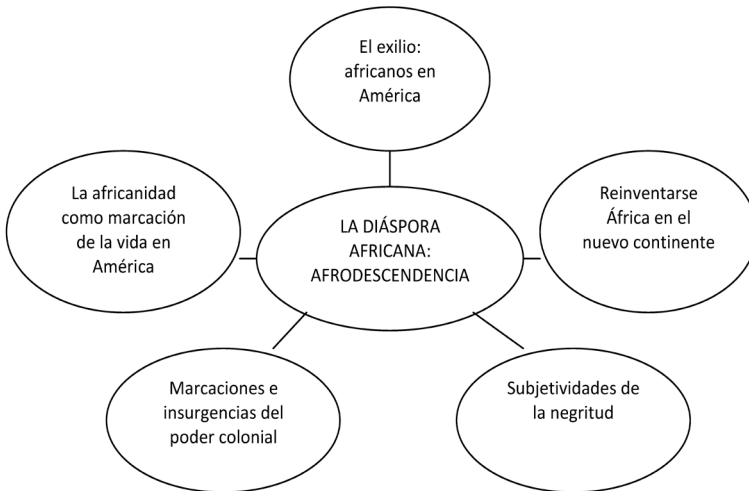 El exilio:
africanos en
América
La africanidad
como marcación
de la vida en
América
LA DIÁSPORA
AFRICANA:
AFRODESCENDENCIA
Reinventarse
África en el
nuevo continente
Marcaciones e
insurgencias del
poder colonial
Subjetividades de
la negritud